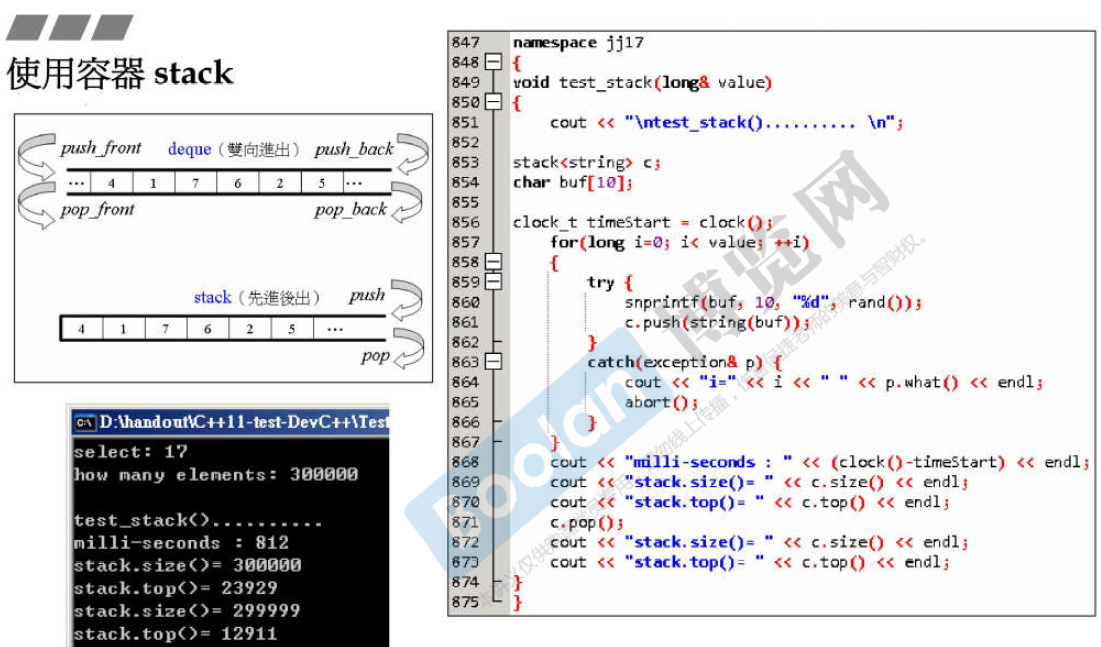 使用容器 stack
push_front deque（雙向進出） push_back
... 4 1 7 6 2 5 ...
pop_front pop_back
stack（先進後出） push
4 1 7 6 2 5 ...
pop
D:\handout\C++11-test-DevC++\Test
select: 17
how many elements: 300000
test_stack()..........
milli-seconds : 812
stack.size()= 300000
stack.top()= 23929
stack.size()= 299999
stack.top()= 12911
847 namespace jj17
848 {
849 void test_stack(long& value)
850 {
851 cout << "\ntest_stack().......... \n";
852
853 stack<string> c;
854 char buf[10];
855
856 clock_t timeStart = clock();
857 for(long i=0; i< value; ++i)
858 {
859 try {
860 snprintf(buf, 10, "%d", rand());
861 c.push(string(buf));
862 }
863 catch(exception& p) {
864 cout << "i=" << i << " " << p.what() << endl;
865 abort();
866 }
867 }
868 cout << "milli-seconds : " << (clock()-timeStart) << endl;
869 cout << "stack.size()= " << c.size() << endl;
870 cout << "stack.top()= " << c.top() << endl;
871 c.pop();
872 cout << "stack.size()= " << c.size() << endl;
873 cout << "stack.top()= " << c.top() << endl;
874 }
875 }
boolan
博览网